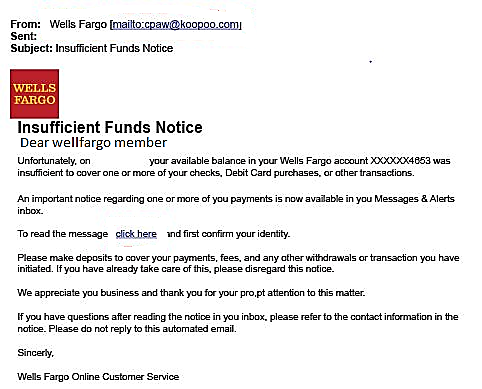 From: Wells Fargo [mailto:cpaw@koopoo.com]
Sent:
Subject: Insufficient Funds Notice
WELLS
FARGO
Insufficient Funds Notice
Dear wellfargo member
Unfortunately, on your available balance in your Wells Fargo account XXXXXX4653 was
insufficient to cover one or more of your checks, Debit Card purchases, or other transactions.
An important notice regarding one or more of you payments is now available in you Messages & Alerts
inbox.
To read the message click here and first confirm your identity.
Please make deposits to cover your payments, fees, and any other withdrawals or transaction you have
initiated. If you have already take care of this, please disregard this notice.
We appreciate you business and thank you for your pro,pt attention to this matter.
If you have questions after reading the notice in you inbox, please refer to the contact information in the
notice. Please do not reply to this automated email.
Sincerly,
Wells Fargo Online Customer Service